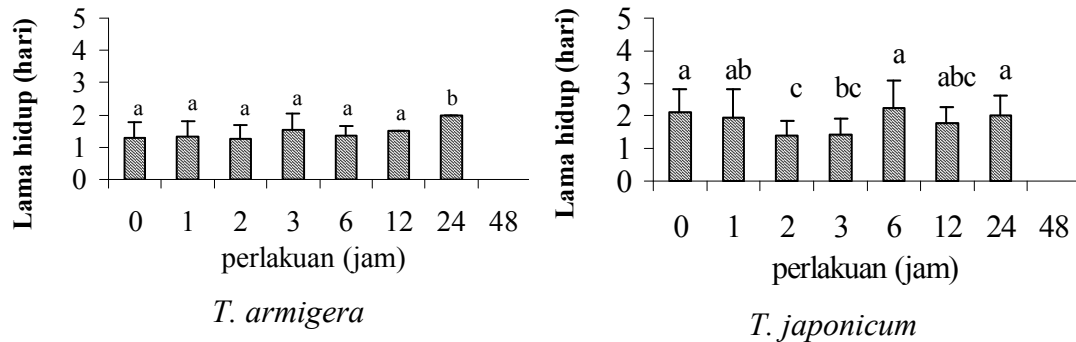 Lama hidup (hari)
5
4
3
2
1
0
a a a a a a b
0 1 2 3 6 12 24 48
perlakuan (jam)
T. armigera
Lama hidup (hari)
5
4
3
2
1
0
a ab c bc a abc a
0 1 2 3 6 12 24 48
perlakuan (jam)
T. japonicum